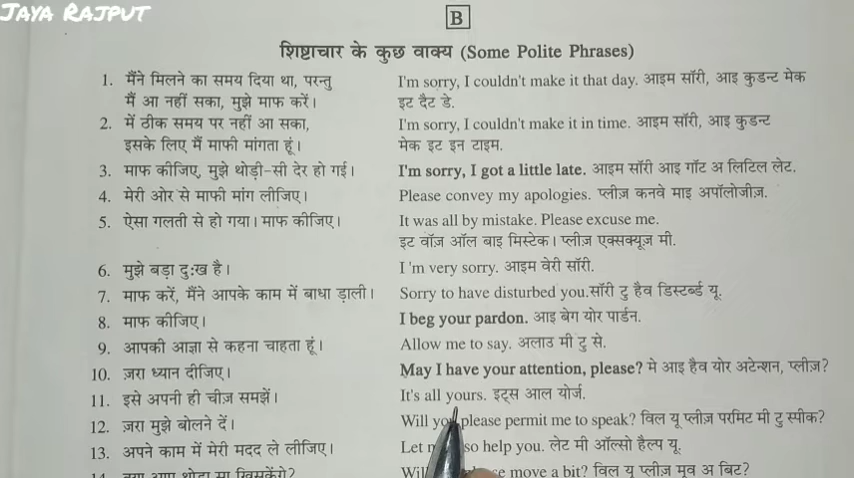 JAYA RAJPUT
B
शिष्टाचार के कुछ वाक्य (Some Polite Phrases)
1. मैंने मिलने का समय दिया था, परन्तु I'm sorry, I couldn't make it that day. आइम सॉरी, आइ कुडन्ट मेक
मैं आ नहीं सका, मुझे माफ करें। इट दैट डे.
2. में ठीक समय पर नहीं आ सका, I'm sorry, I couldn't make it in time. आइम सॉरी, आइ कुडन्ट
इसके लिए मैं माफी मांगता हूं। मेक इट इन टाइम.
3. माफ कीजिए, मुझे थोड़ी-सी देर हो गई। I'm sorry, I got a little late. आइम सॉरी आइ गॉट अ लिटिल लेट.
4. मेरी ओर से माफी मांग लीजिए। Please convey my apologies. प्लीज़ कनवे माइ अपॉलोजीज़.
5. ऐसा गलती से हो गया। माफ कीजिए। It was all by mistake. Please excuse me.
इट वॉज़ ऑल बाइ मिस्टेक। प्लीज़ एक्सक्यूज़ मी.
6. मुझे बड़ा दुःख है। I 'm very sorry. आइम वेरी सॉरी.
7. माफ करें, मैंने आपके काम में बाधा डाली। Sorry to have disturbed you.सॉरी टु हैव डिस्टर्ब्ड यू.
8. माफ कीजिए। I beg your pardon. आइ बेग योर पार्डन.
9. आपकी आज्ञा से कहना चाहता हूं। Allow me to say. अलाउ मी टु से.
10. ज़रा ध्यान दीजिए। May I have your attention, please? मे आइ हैव योर अटेन्शन, प्लीज़?
11. इसे अपनी ही चीज़ समझें। It's all yours. इट्स आल योर्ज.
12. ज़रा मुझे बोलने दें। Will you please permit me to speak? विल यू प्लीज़ परमिट मी टु स्पीक?
13. अपने काम में मेरी मदद ले लीजिए। Let so help you. लेट मी ऑल्सो हैल्प यू.
14. क्या आप थोड़ा सा खिसकेंगे? move a bit? विल यू प्लीज़ मूव अ बिट?